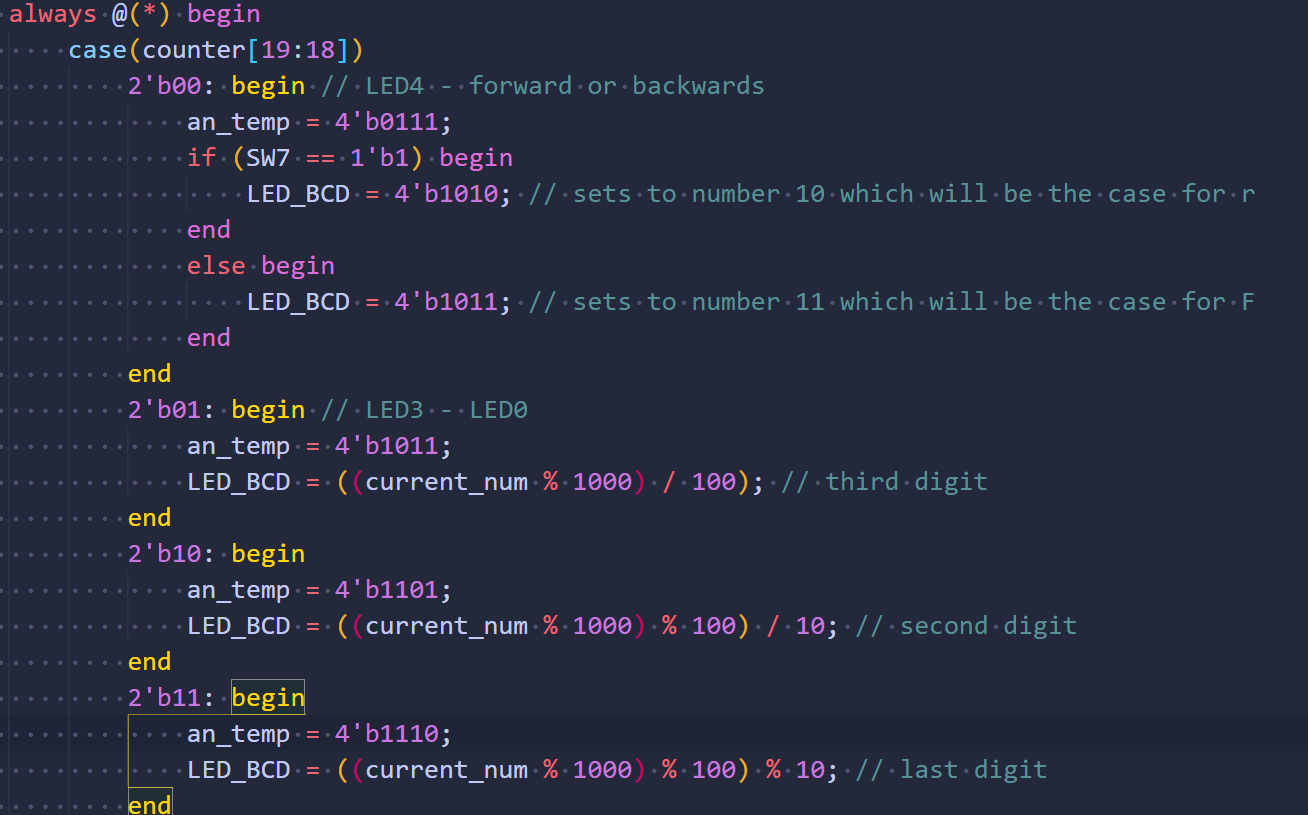 always @(*) begin
    case(counter[19:18])
        2'b00: begin // LED4 - forward or backwards
            an_temp = 4'b0111;
            if (SW7 == 1'b1) begin
                LED_BCD = 4'b1010; // sets to number 10 which will be the case for r
            end
            else begin
                LED_BCD = 4'b1011; // sets to number 11 which will be the case for F
            end
        end
        2'b01: begin // LED3 - LED0
            an_temp = 4'b1011;
            LED_BCD = ((current_num % 1000) / 100); // third digit
        end
        2'b10: begin
            an_temp = 4'b1101;
            LED_BCD = ((current_num % 1000) % 100) / 10; // second digit
        end
        2'b11: begin
            an_temp = 4'b1110;
            LED_BCD = ((current_num % 1000) % 100) % 10; // last digit
        end